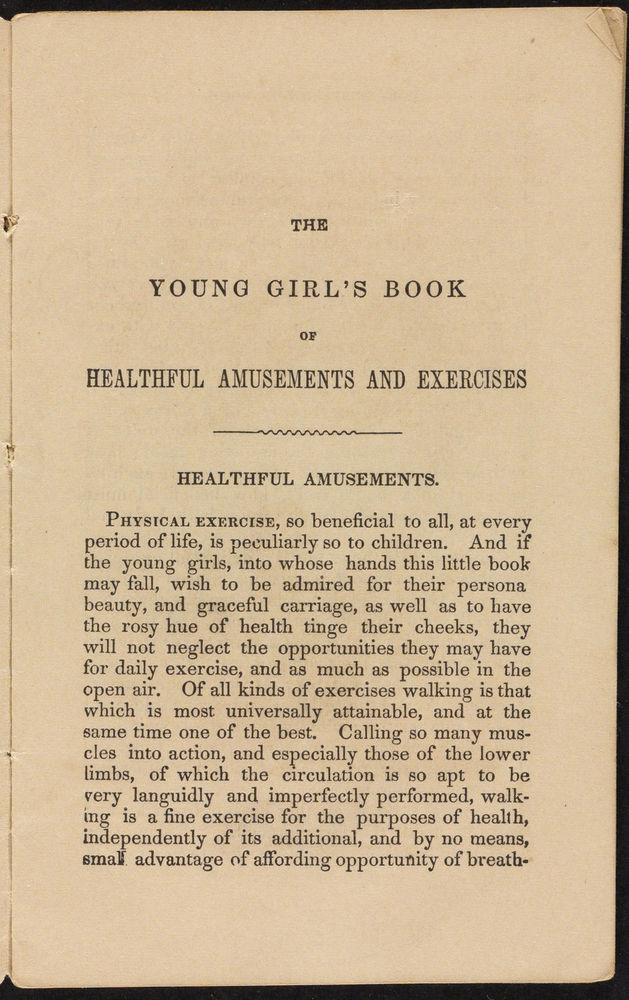 THE
YOUNG GIRL'S BOOK
OF
HEALTHFUL AMUSEMENTS AND EXERCISES
HEALTHFUL AMUSEMENTS.
PHYSICAL EXERCISE, so beneficial to all, at every
period of life, is peculiarly so to children. And if
the young girls, into whose hands this little book
may fall, wish to be admired for their persona
beauty, and graceful carriage, as well as to have
the rosy hue of health tinge their cheeks, they
will not neglect the opportunities they may have
for daily exercise, and as much as possible in the
open air. Of all kinds of exercises walking is that
which is most universally attainable, and at the
same time one of the best. Calling so many mus-
cles into action, and especially those of the lower
limbs, of which the circulation is so apt to be
very languidly and imperfectly performed, walk-
ing is a fine exercise for the purposes of health,
independently of its additional, and by no means,
small advantage of affording opportunity of breath-